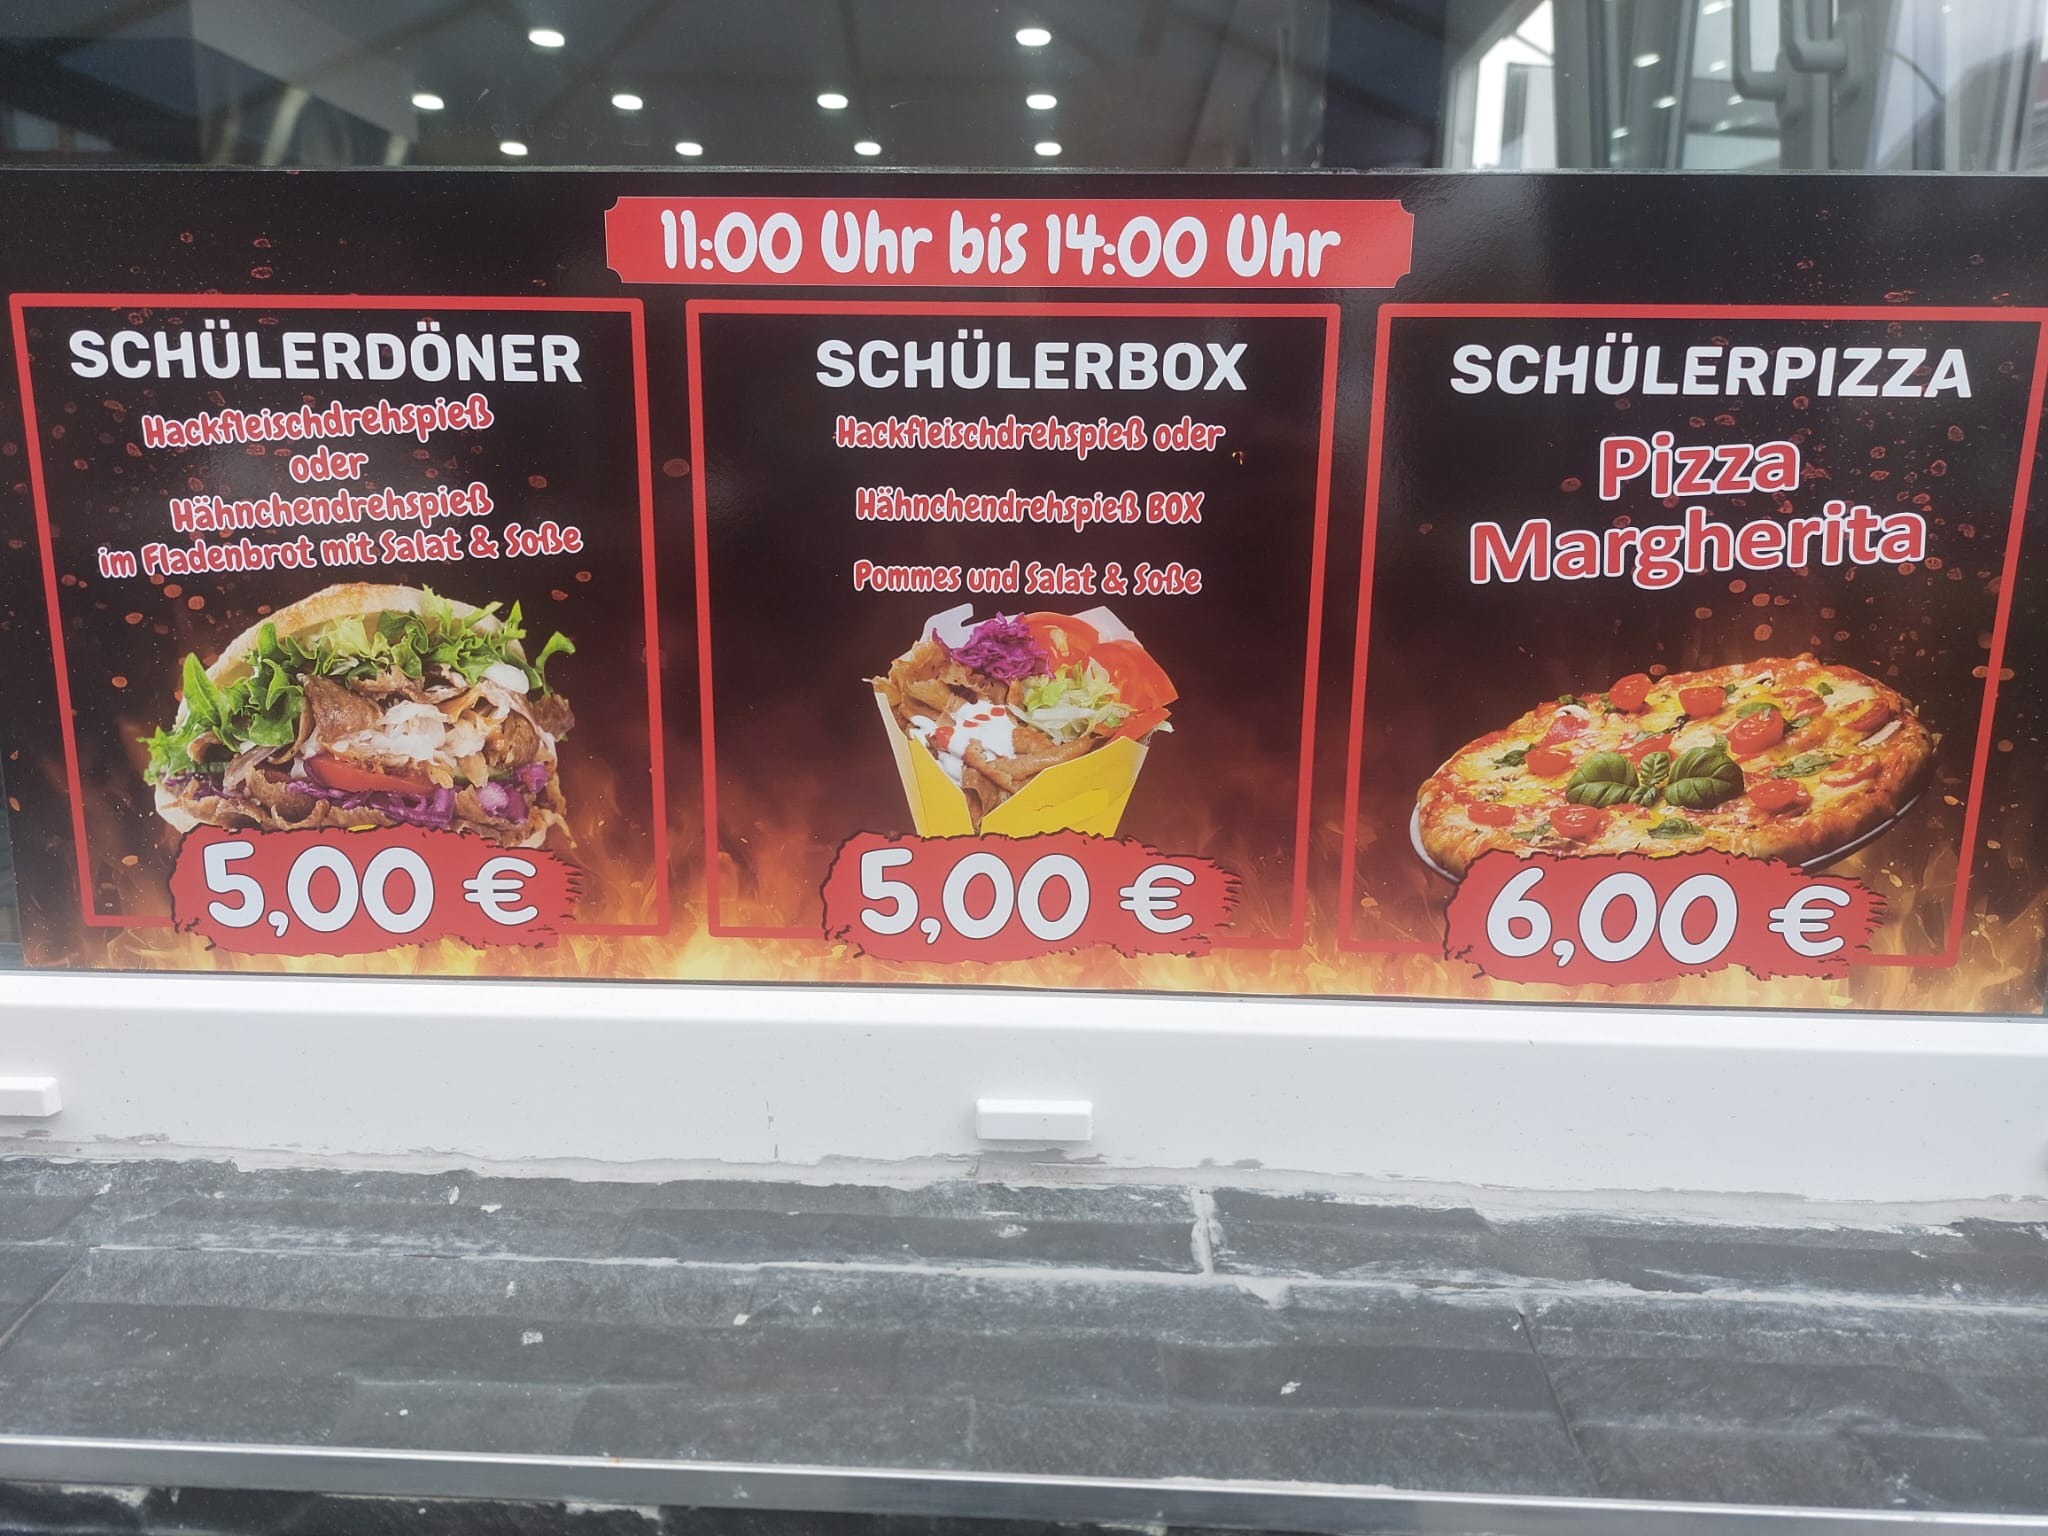 11:00 Uhr bis 14:00 Uhr
SCHÜLERDÖNER
Hackfleischdrehspieß
oder
Hähnchendrehspieß
im Fladenbrot mit Salat & Soße
5,00 €
SCHÜLERBOX
Hackfleischdrehspieß oder
Hähnchendrehspieß BOX
Pommes und Salat & Soße
5,00 €
SCHÜLERPIZZA
Pizza
Margherita
6,00 €